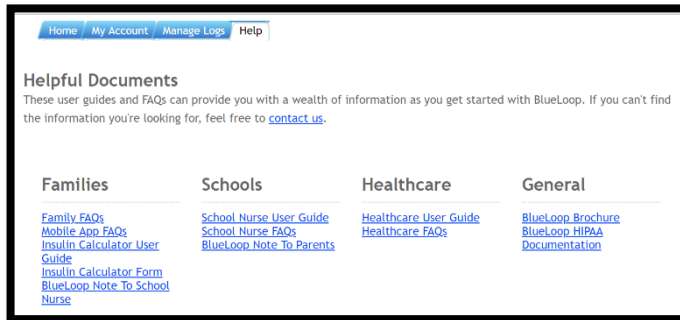 Home My Account Manage Logs Help
Helpful Documents
These user guides and FAQs can provide you with a wealth of information as you get started with BlueLoop. If you can't find
the information you're looking for, feel free to contact us.
Families
Family FAQs
Mobile App FAQs
Insulin Calculator User
Guide
Insulin Calculator Form
BlueLoop Note To School
Nurse
Schools
School Nurse User Guide
School Nurse FAQs
BlueLoop Note To Parents
Healthcare
Healthcare User Guide
Healthcare FAQs
General
BlueLoop Brochure
BlueLoop HIPAA
Documentation